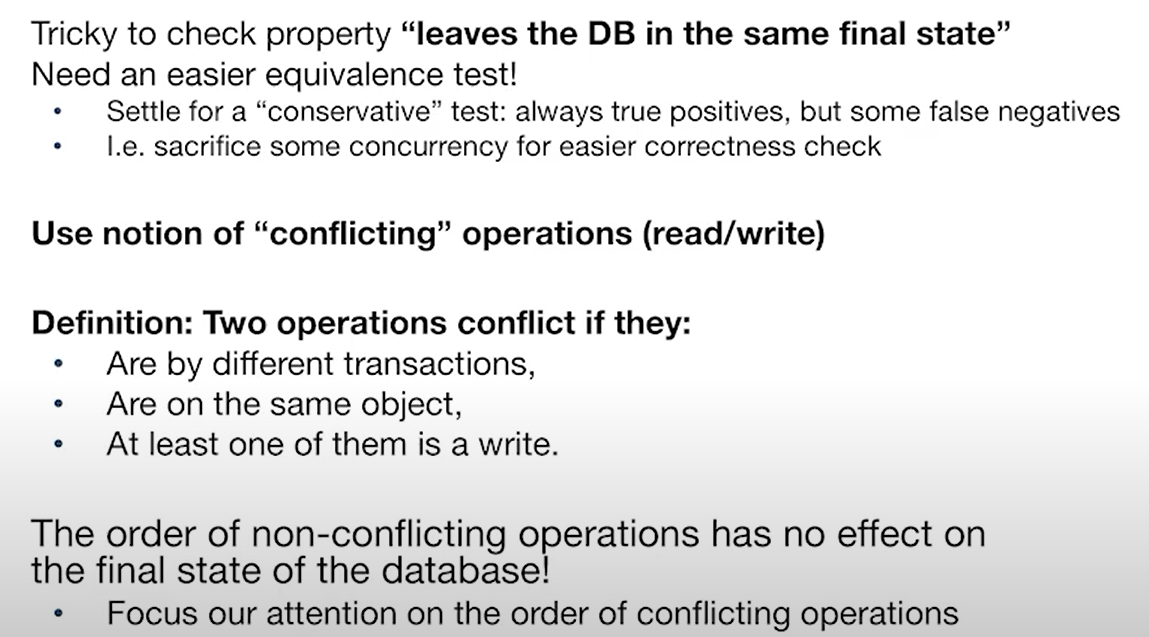 Tricky to check property “leaves the DB in the same final state”
Need an easier equivalence test!
• Settle for a “conservative” test: always true positives, but some false negatives
• I.e. sacrifice some concurrency for easier correctness check
Use notion of “conflicting” operations (read/write)
Definition: Two operations conflict if they:
• Are by different transactions,
• Are on the same object,
• At least one of them is a write.
The order of non-conflicting operations has no effect on
the final state of the database!
• Focus our attention on the order of conflicting operations